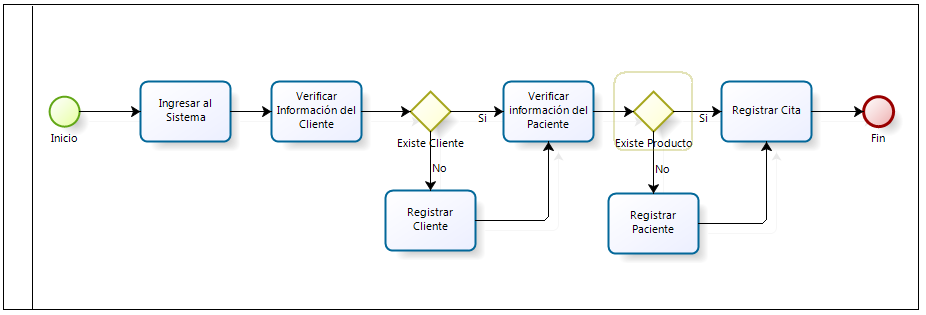 Inicio
Ingresar al
Sistema
Verificar
Información del
Cliente
Existe Cliente
Si
No
Registrar
Cliente
Verificar
información del
Paciente
Existe Producto
Si
No
Registrar
Paciente
Registrar Cita
Fin